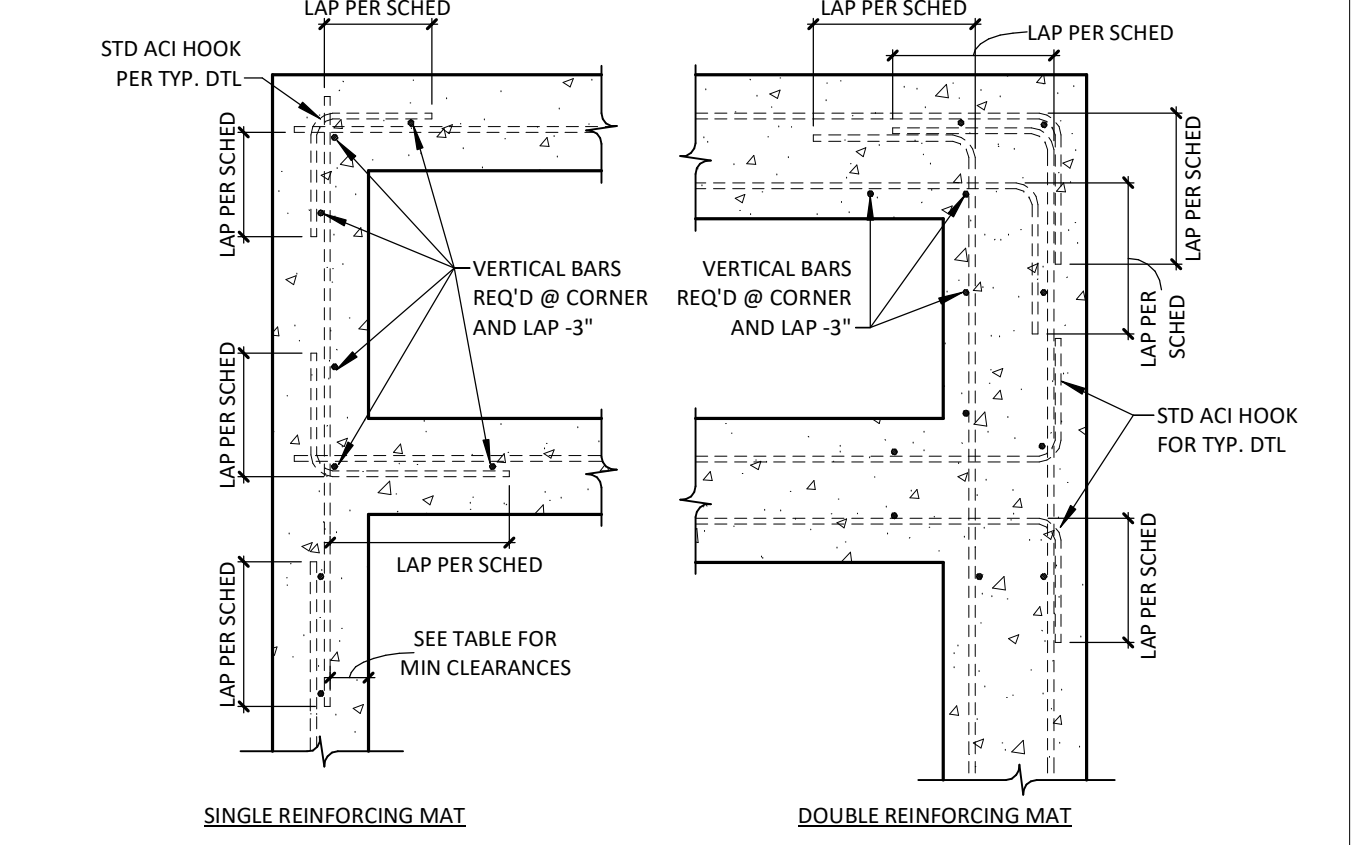 LAP PER SCHED
STD ACI HOOK
PER TYP. DTL
LAP PER SCHED
VERTICAL BARS
REQ'D @ CORNER
AND LAP -3"
LAP PER SCHED
LAP PER SCHED
LAP PER SCHED
SEE TABLE FOR
MIN CLEARANCES
SINGLE REINFORCING MAT
LAP PER SCHED
LAP PER SCHED
LAP PER SCHED
VERTICAL BARS
REQ'D @ CORNER
AND LAP -3"
LAP PER
SCHED
STD ACI HOOK
FOR TYP. DTL
LAP PER SCHED
DOUBLE REINFORCING MAT